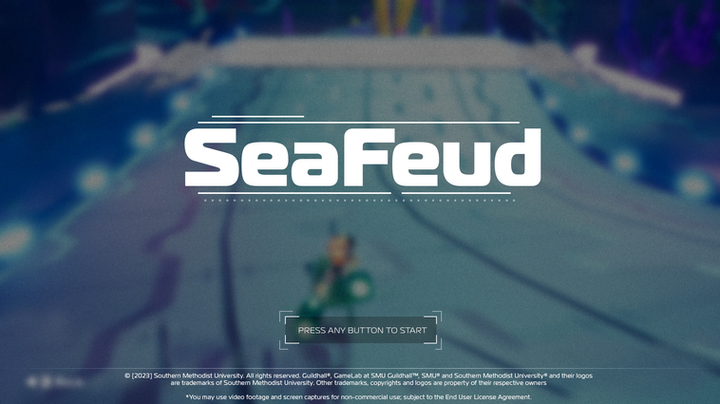 SeaFeud
PRESS ANY BUTTON TO START
© [2023] Southern Methodist University. All rights reserved. Guildhall®, GameLab at SMU Guildhall™, SMU® and Southern Methodist University® and their logos
are trademarks of Southern Methodist University. Other trademarks, copyrights and logos are property of their respective owners
*You may use video footage and screen captures for non-commercial use; subject to the End User License Agreement.